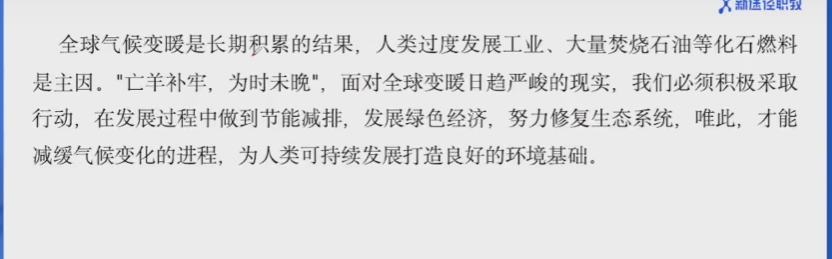 新途径职教
全球气候变暖是长期积累的结果，人类过度发展工业、大量焚烧石油等化石燃料
是主因。"亡羊补牢，为时未晚"，面对全球变暖日趋严峻的现实，我们必须积极采取
行动，在发展过程中做到节能减排，发展绿色经济，努力修复生态系统，唯此，才能
减缓气候变化的进程，为人类可持续发展打造良好的环境基础。